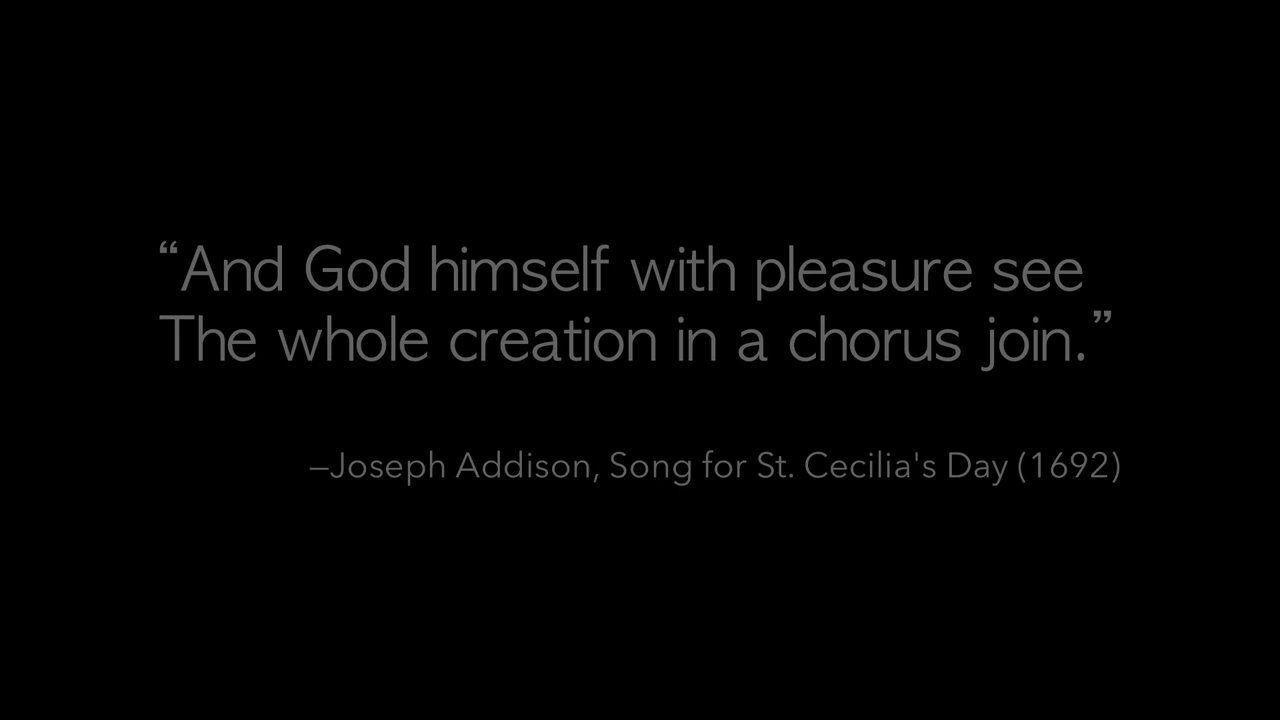 “And God himself with pleasure see
The whole creation in a chorus join.”
—Joseph Addison, Song for St. Cecilia's Day (1692)